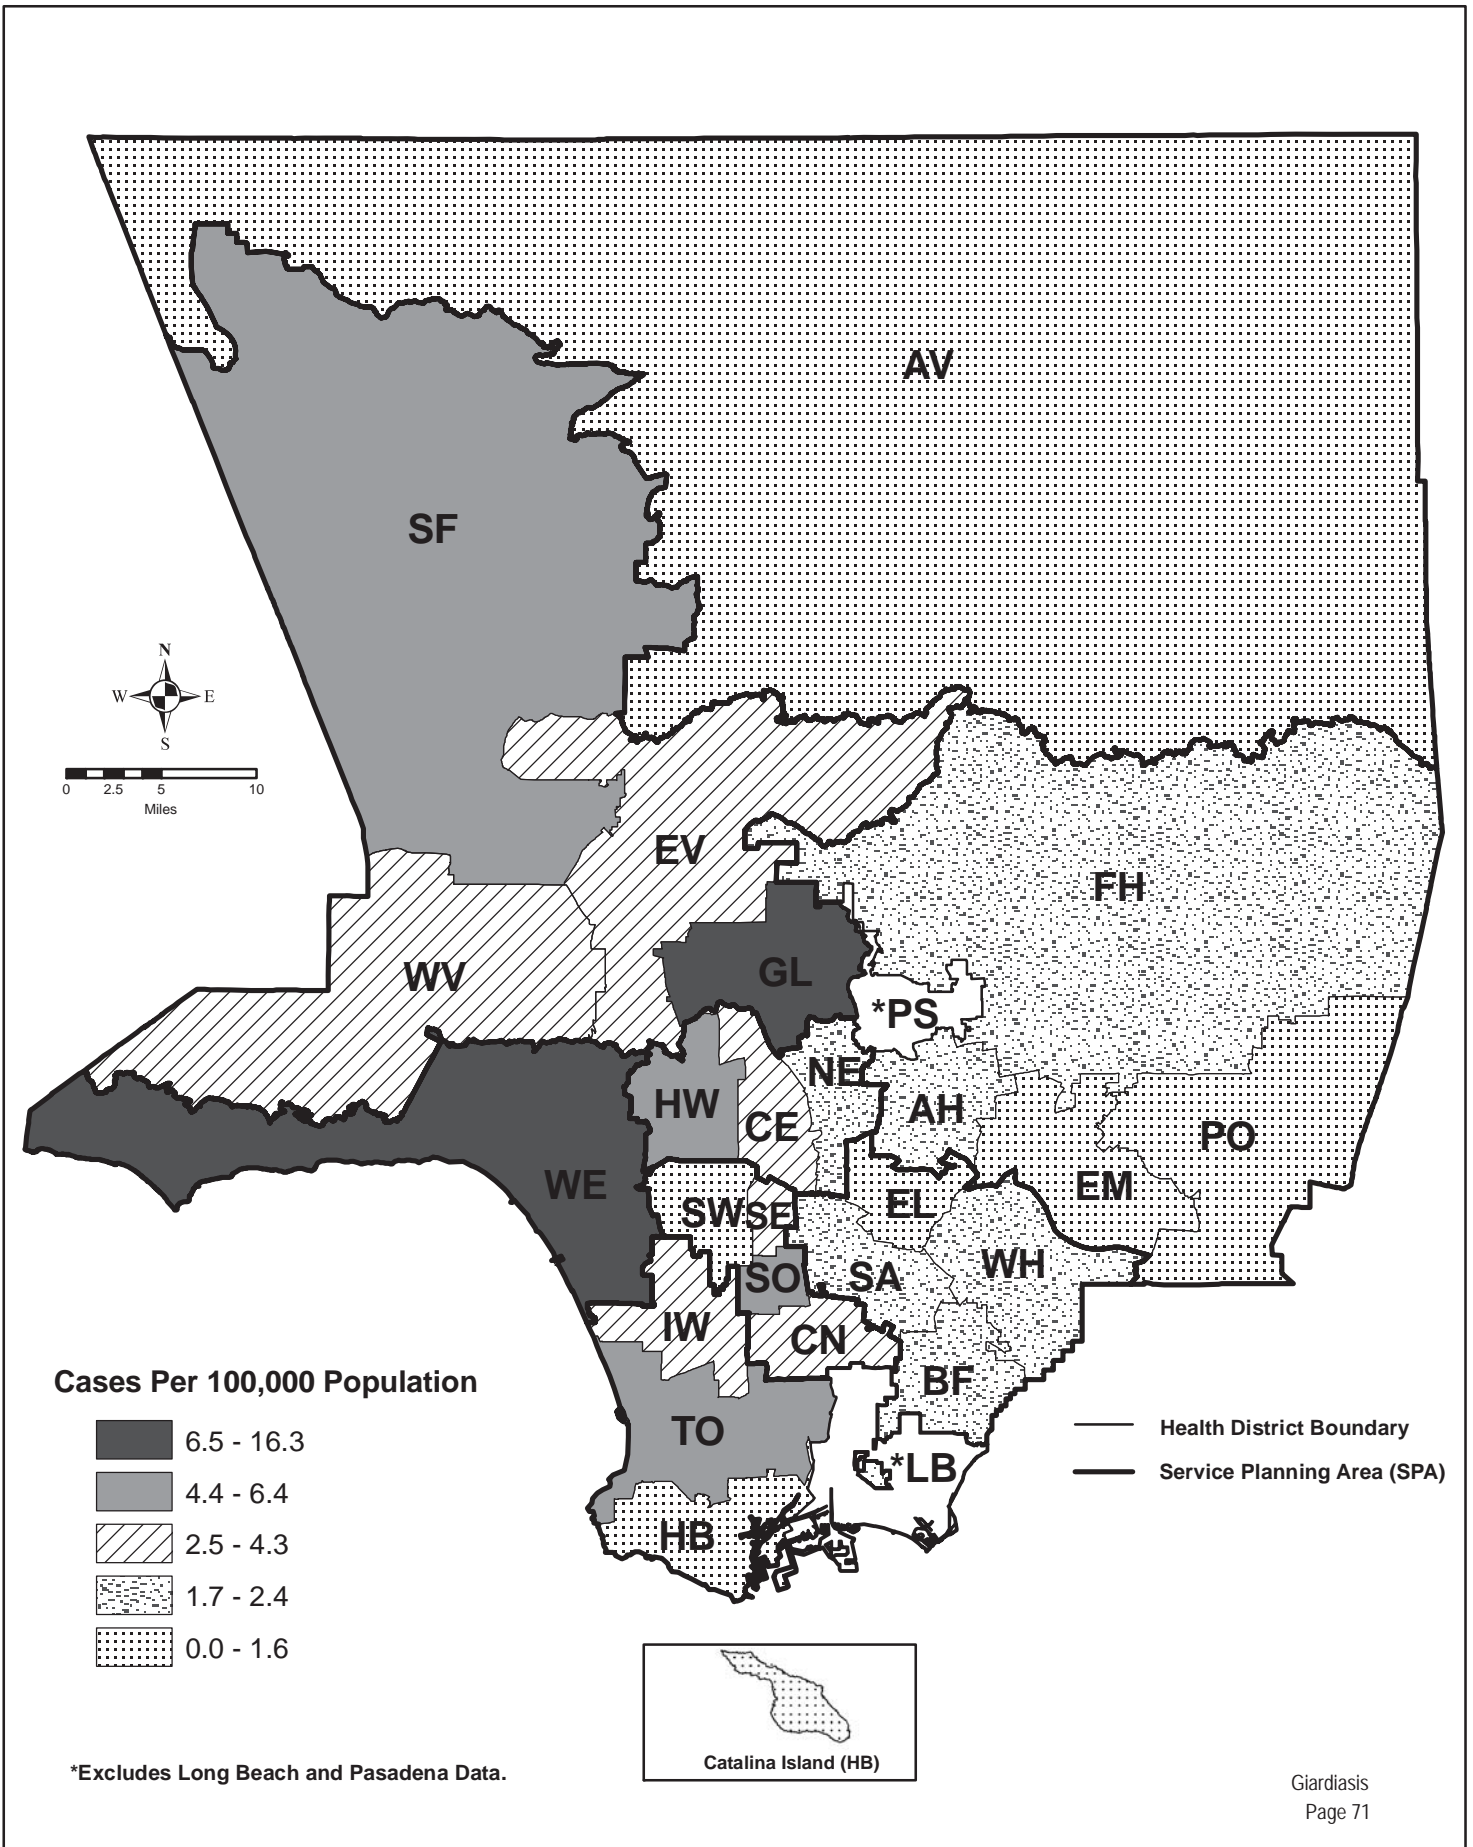 AV
SF
N
W E
S
0 2.5 5 10
Miles
EV
FH
WV
GL
*PS
NE
HW
AH
CE
PO
WE
EM
SW
SE
EL
WH
SO
SA
IW
CN
BF
TO
*LB
HB
Cases Per 100,000 Population
6.5 - 16.3
4.4 - 6.4
2.5 - 4.3
1.7 - 2.4
0.0 - 1.6
Health District Boundary
Service Planning Area (SPA)
Catalina Island (HB)
*Excludes Long Beach and Pasadena Data.
Giardiasis
Page 71